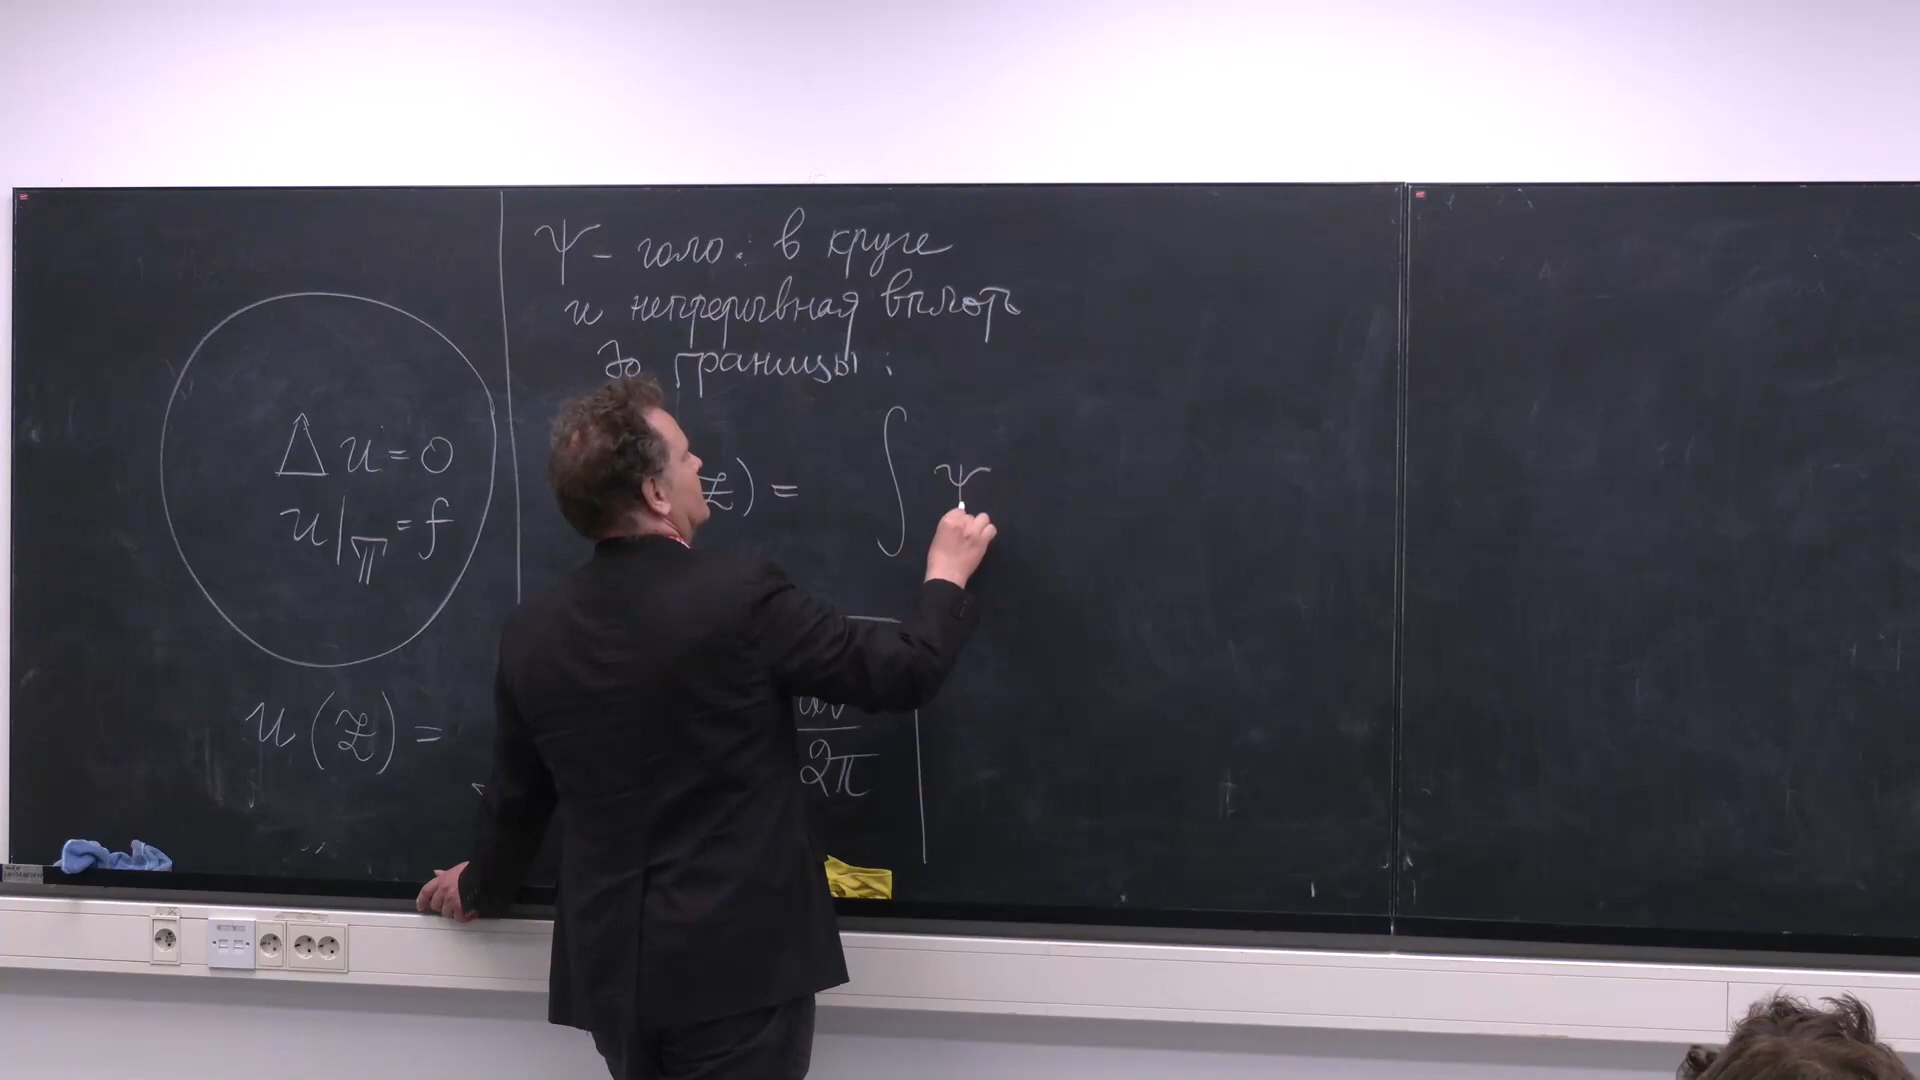 Δu=0
u|𝕋=f
u(z)=
Ψ – голо. в круге
и непрерывная вплоть
до границы:
z) = ∫ Ψ
2π